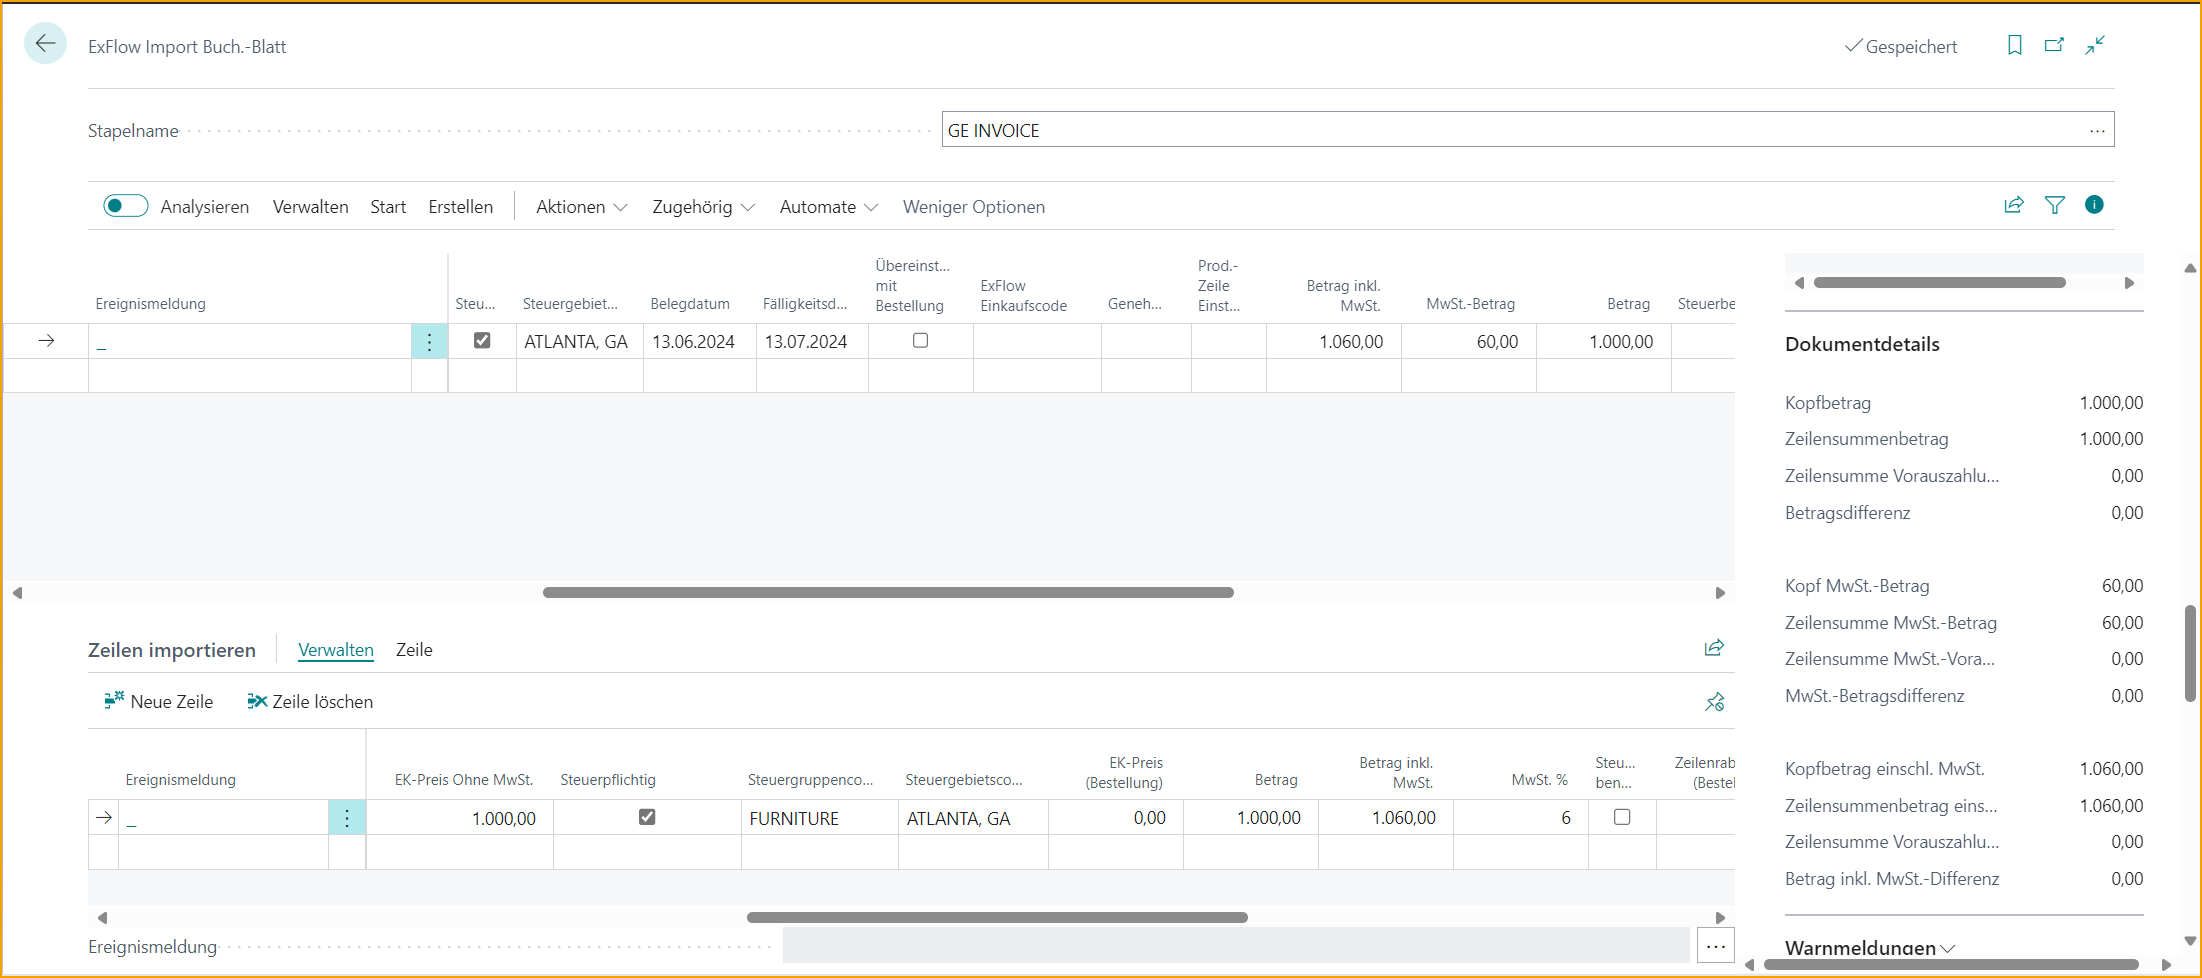 ExFlow Import Buch.-Blatt
Gespeichert
Stapelname
GE INVOICE
Analysieren Verwalten Start Erstellen Aktionen Zugehörig Automate Weniger Optionen
Ereignismeldung Steu... Steuergebiet... Belegdatum Fälligkeitsd... Übereinst... mit Bestellung ExFlow Einkaufscode Geneh... Prod.- Zeile Einst... Betrag inkl. MwSt. MwSt.-Betrag Betrag Steuerbe
_ ATLANTA, GA 13.06.2024 13.07.2024 1.060,00 60,00 1.000,00
Zeilen importieren Verwalten Zeile
Neue Zeile Zeile löschen
Ereignismeldung EK-Preis Ohne MwSt. Steuerpflichtig Steuergruppenco... Steuergebietsco... EK-Preis (Bestellung) Betrag Betrag inkl. MwSt. MwSt. % Steu... ben... Zeilenrab (Bestel
_ 1.000,00 FURNITURE ATLANTA, GA 0,00 1.000,00 1.060,00 6
Ereignismeldung
Dokumentdetails
Kopfbetrag 1.000,00
Zeilensummenbetrag 1.000,00
Zeilensumme Vorauszahlu... 0,00
Betragsdifferenz 0,00
Kopf MwSt.-Betrag 60,00
Zeilensumme MwSt.-Betrag 60,00
Zeilensumme MwSt.-Vora... 0,00
MwSt.-Betragsdifferenz 0,00
Kopfbetrag einschl. MwSt. 1.060,00
Zeilensummenbetrag eins... 1.060,00
Zeilensumme Vorauszahlu... 0,00
Betrag inkl. MwSt.-Differenz 0,00
Warnmeldungen